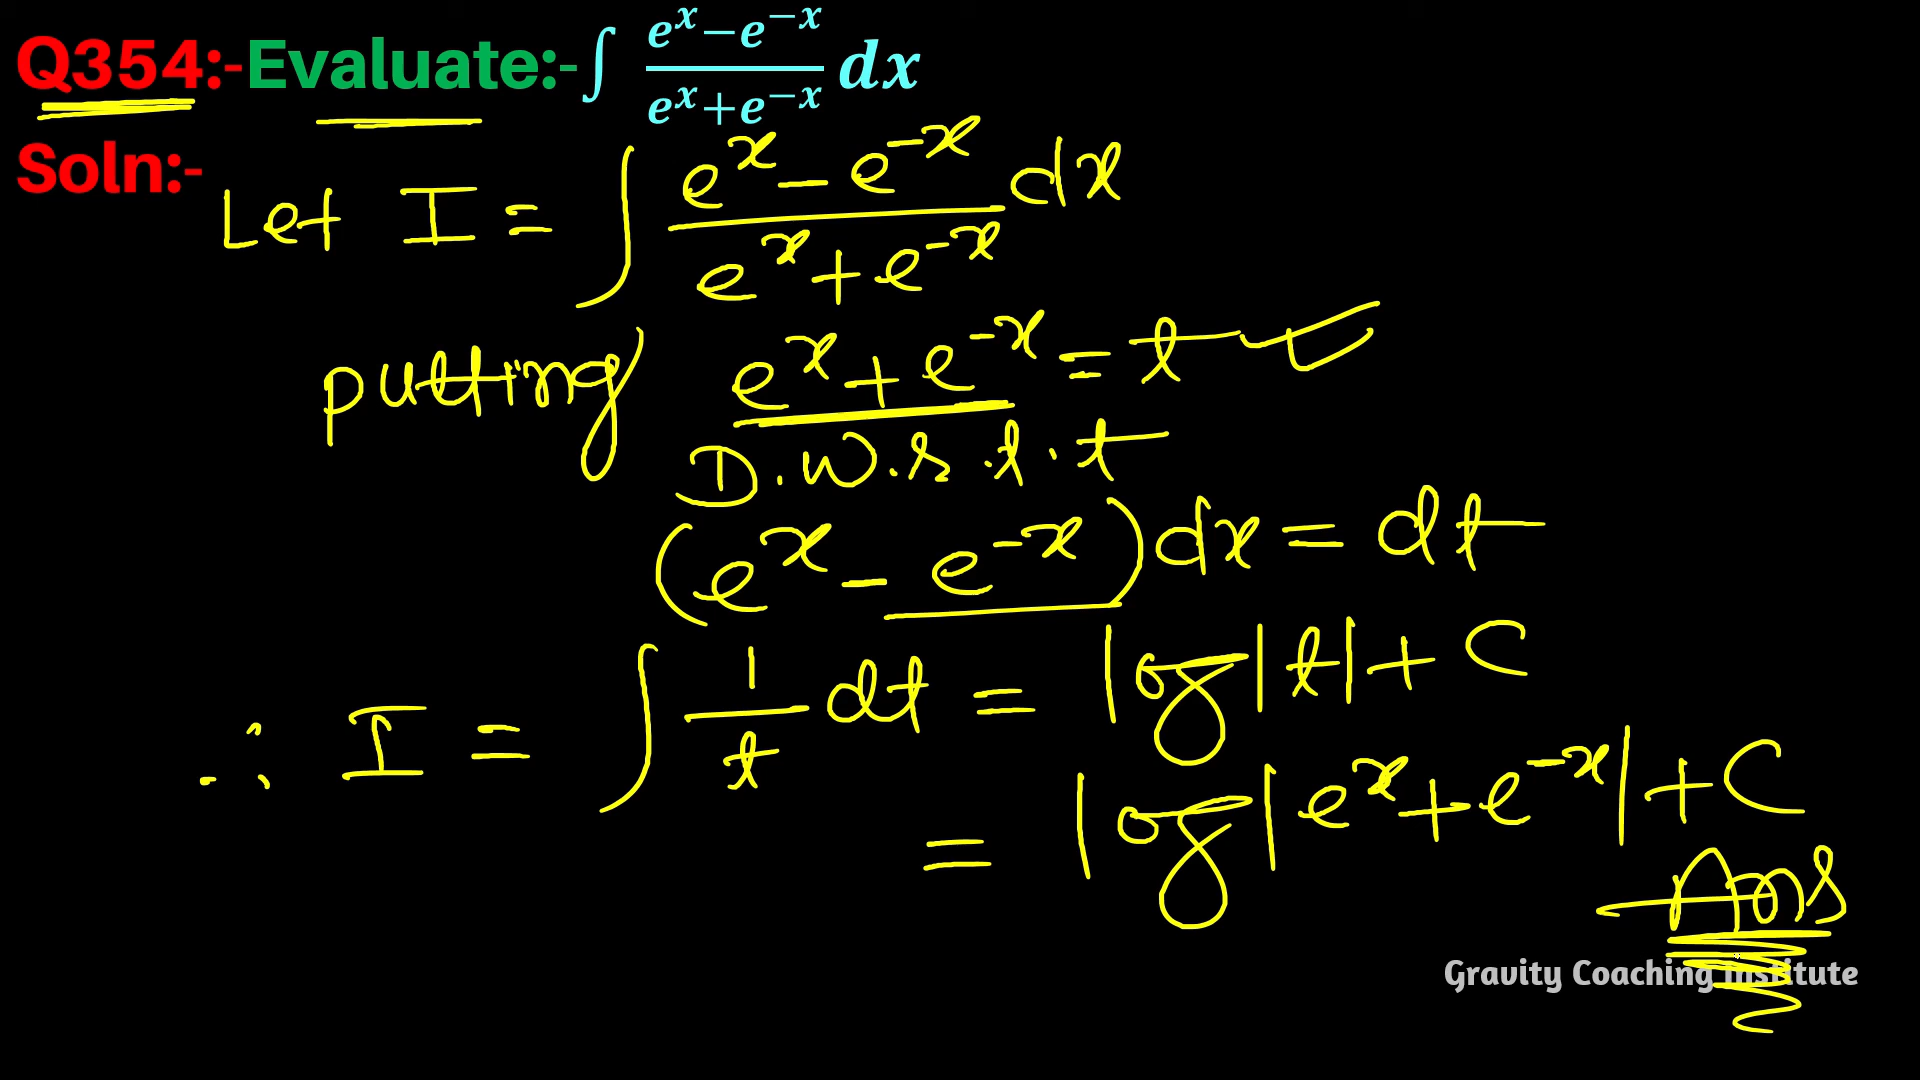 Q354:-Evaluate:-∫ (e^x−e^−x)/(e^x+e^−x) dx
Soln:-
Let I = ∫ (e^x − e^−x)/(e^x + e^−x) dx
putting e^x + e^−x = t
D.w.r.t.t
(e^x − e^−x)dx = dt
∴ I = ∫ 1/t dt = log|t| + C
= log|e^x + e^−x| + C
Ans
Gravity Coaching Institute